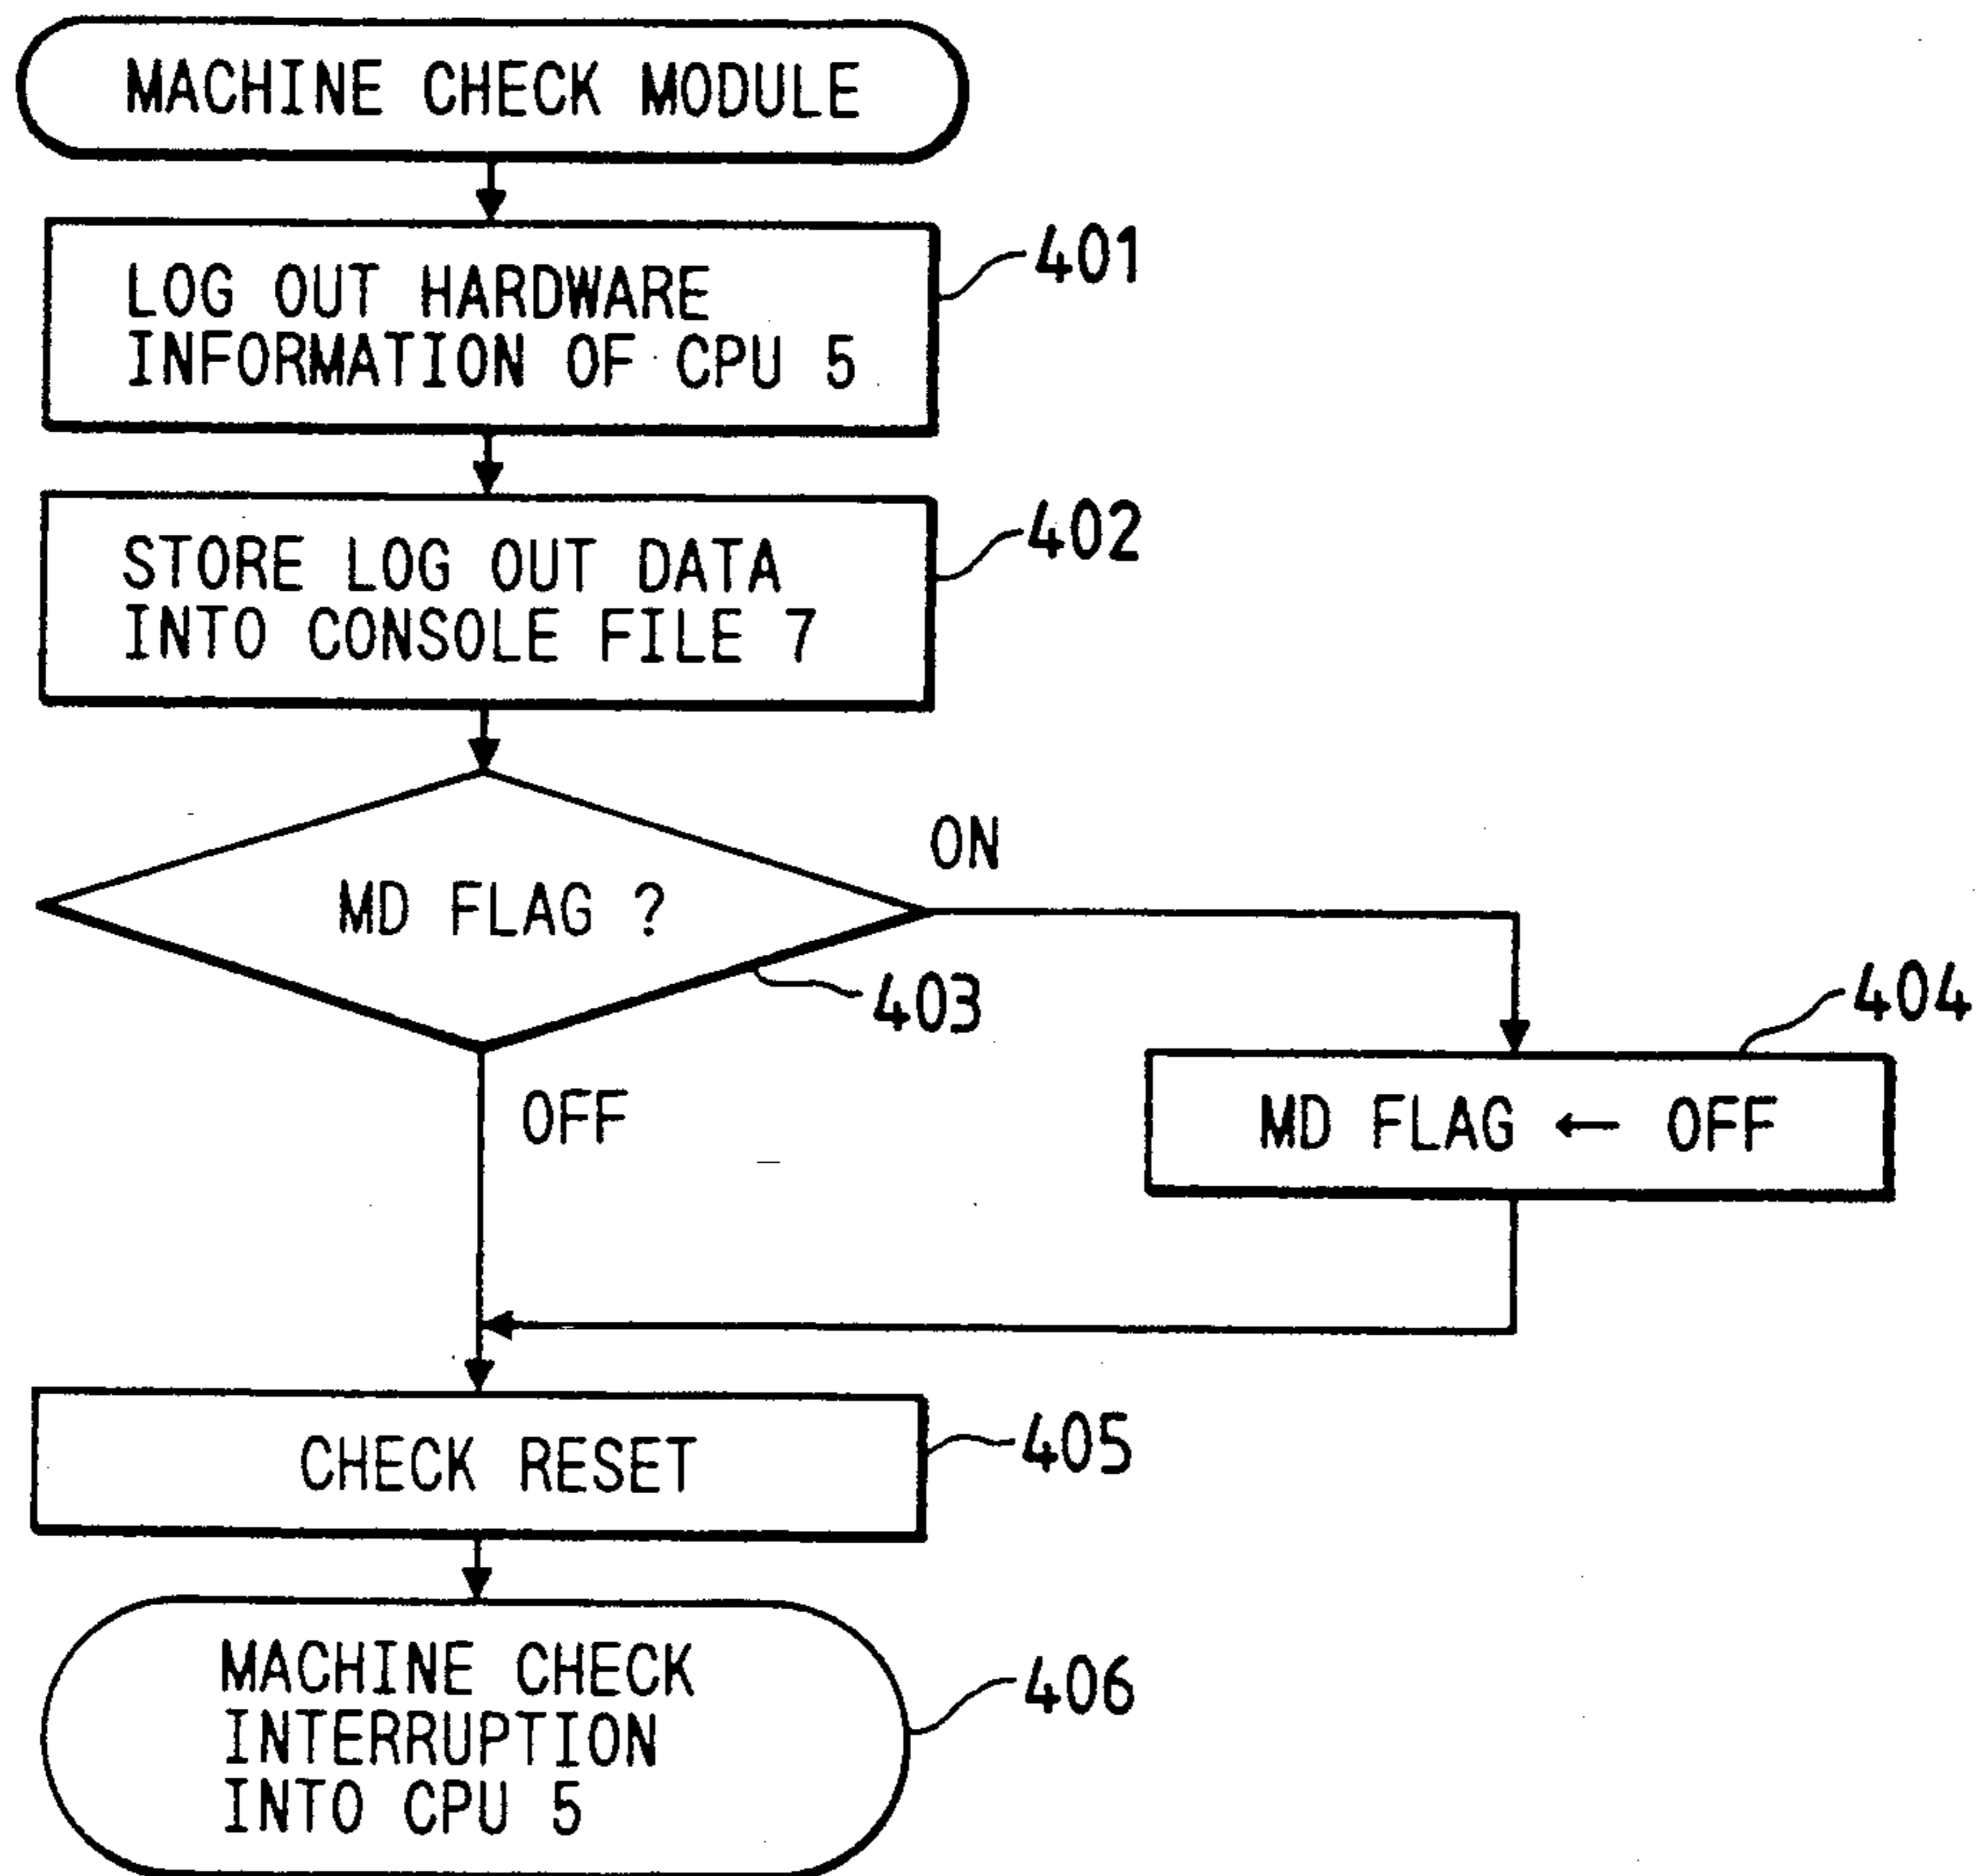 MACHINE CHECK MODULE
LOG OUT HARDWARE
INFORMATION OF CPU 5
401
STORE LOG OUT DATA
INTO CONSOLE FILE 7
402
MD FLAG ?
ON
403
404
OFF
MD FLAG ← OFF
CHECK RESET
405
MACHINE CHECK
INTERRUPTION
INTO CPU 5
406